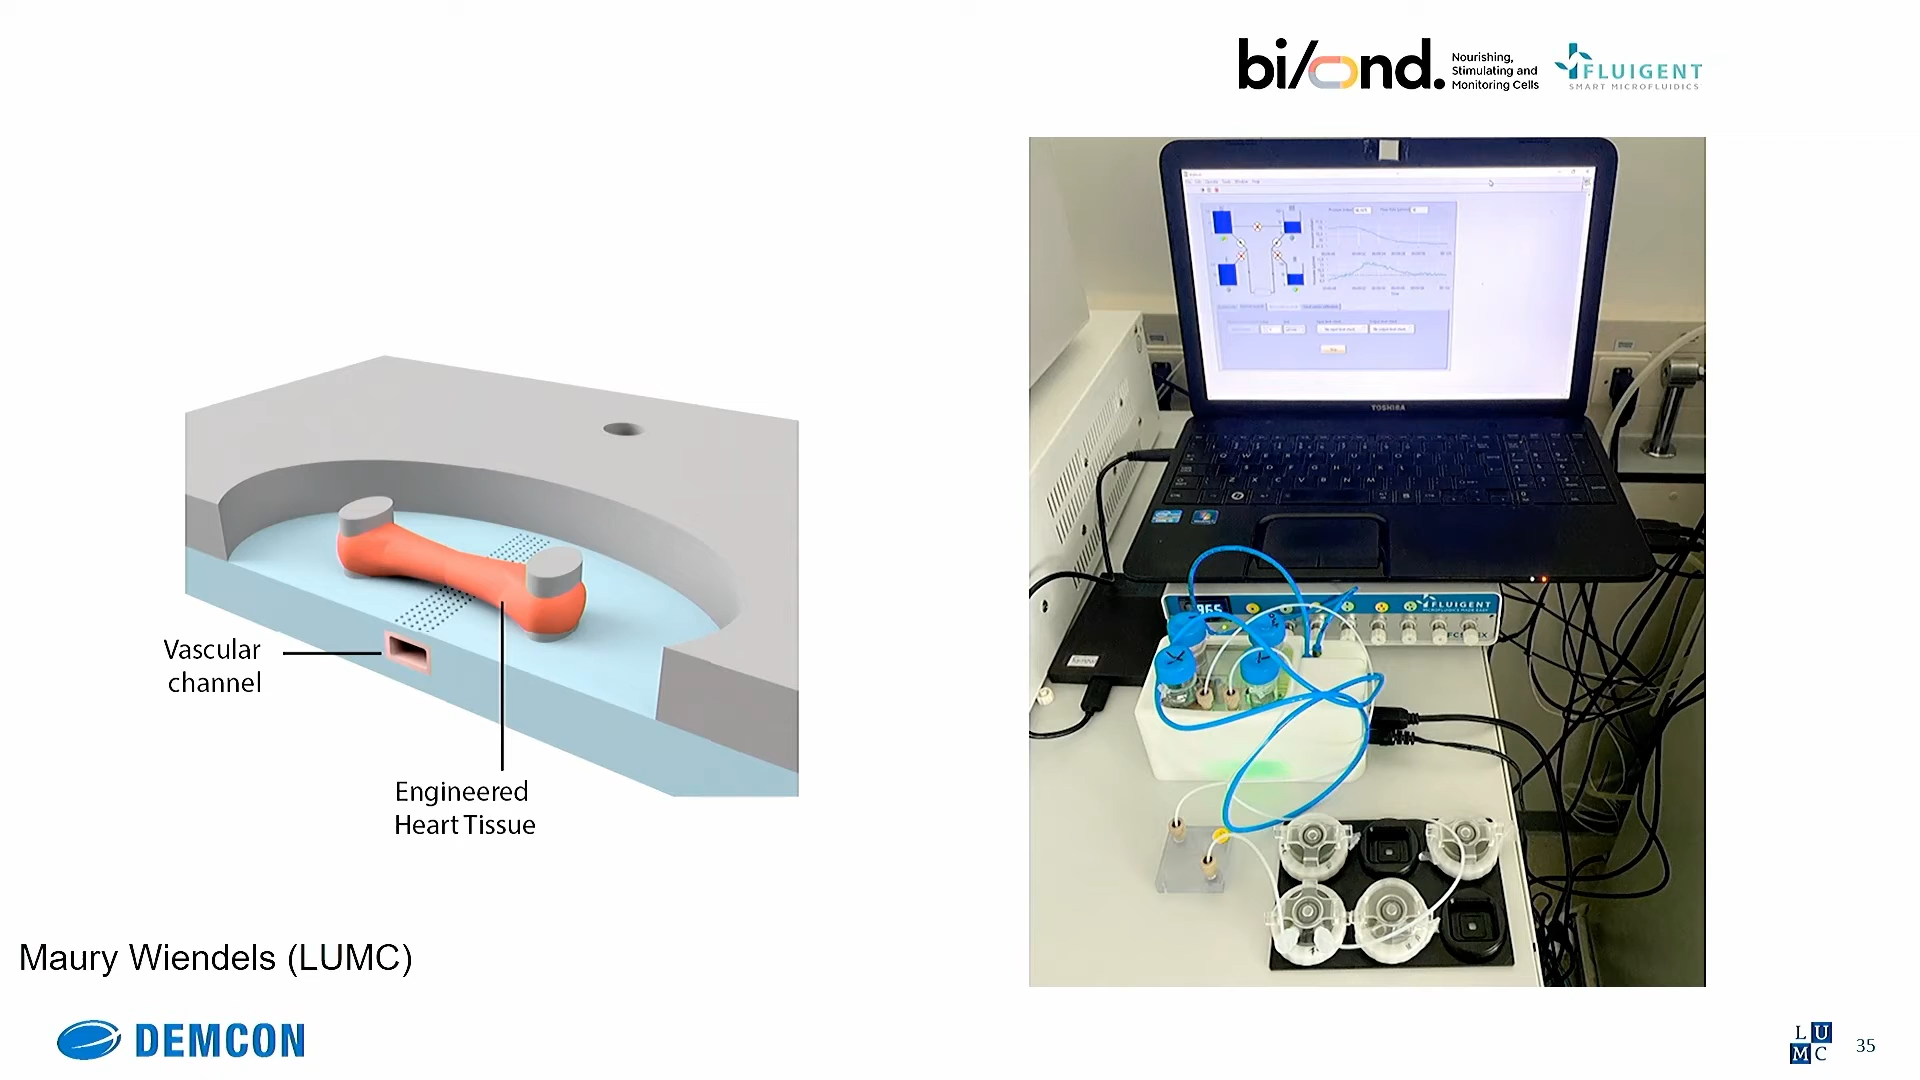 bi/ond.
Nourishing,
Stimulating and
Monitoring Cells
FLUIGENT
SMART MICROFLUIDICS
TOSHIBA
FLUIGENT
Vascular
channel
Engineered
Heart Tissue
Maury Wiendels (LUMC)
DEMCON
LUMC
35